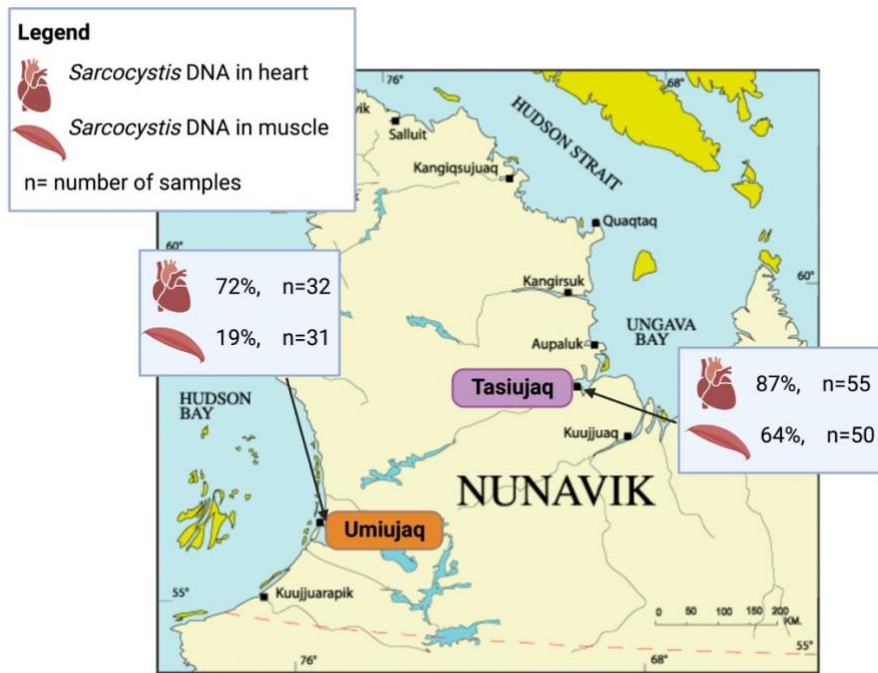 Legend
Sarcocystis DNA in heart
Sarcocystis DNA in muscle
n= number of samples
76°
68°
vik
Salluit
HUDSON STRAIT
Kangiqsujuaq
Quaqtaq
60°
60°
Kangirsuk
72%, n=32
19%, n=31
UNGAVA
BAY
Aupaluk
Tasiujaq
87%, n=55
64%, n=50
HUDSON
BAY
Kuujjuaq
NUNAVIK
Umiujaq
Kuujjuarapik
55°
0 50 100 150 200
KM.
55°
76°
68°